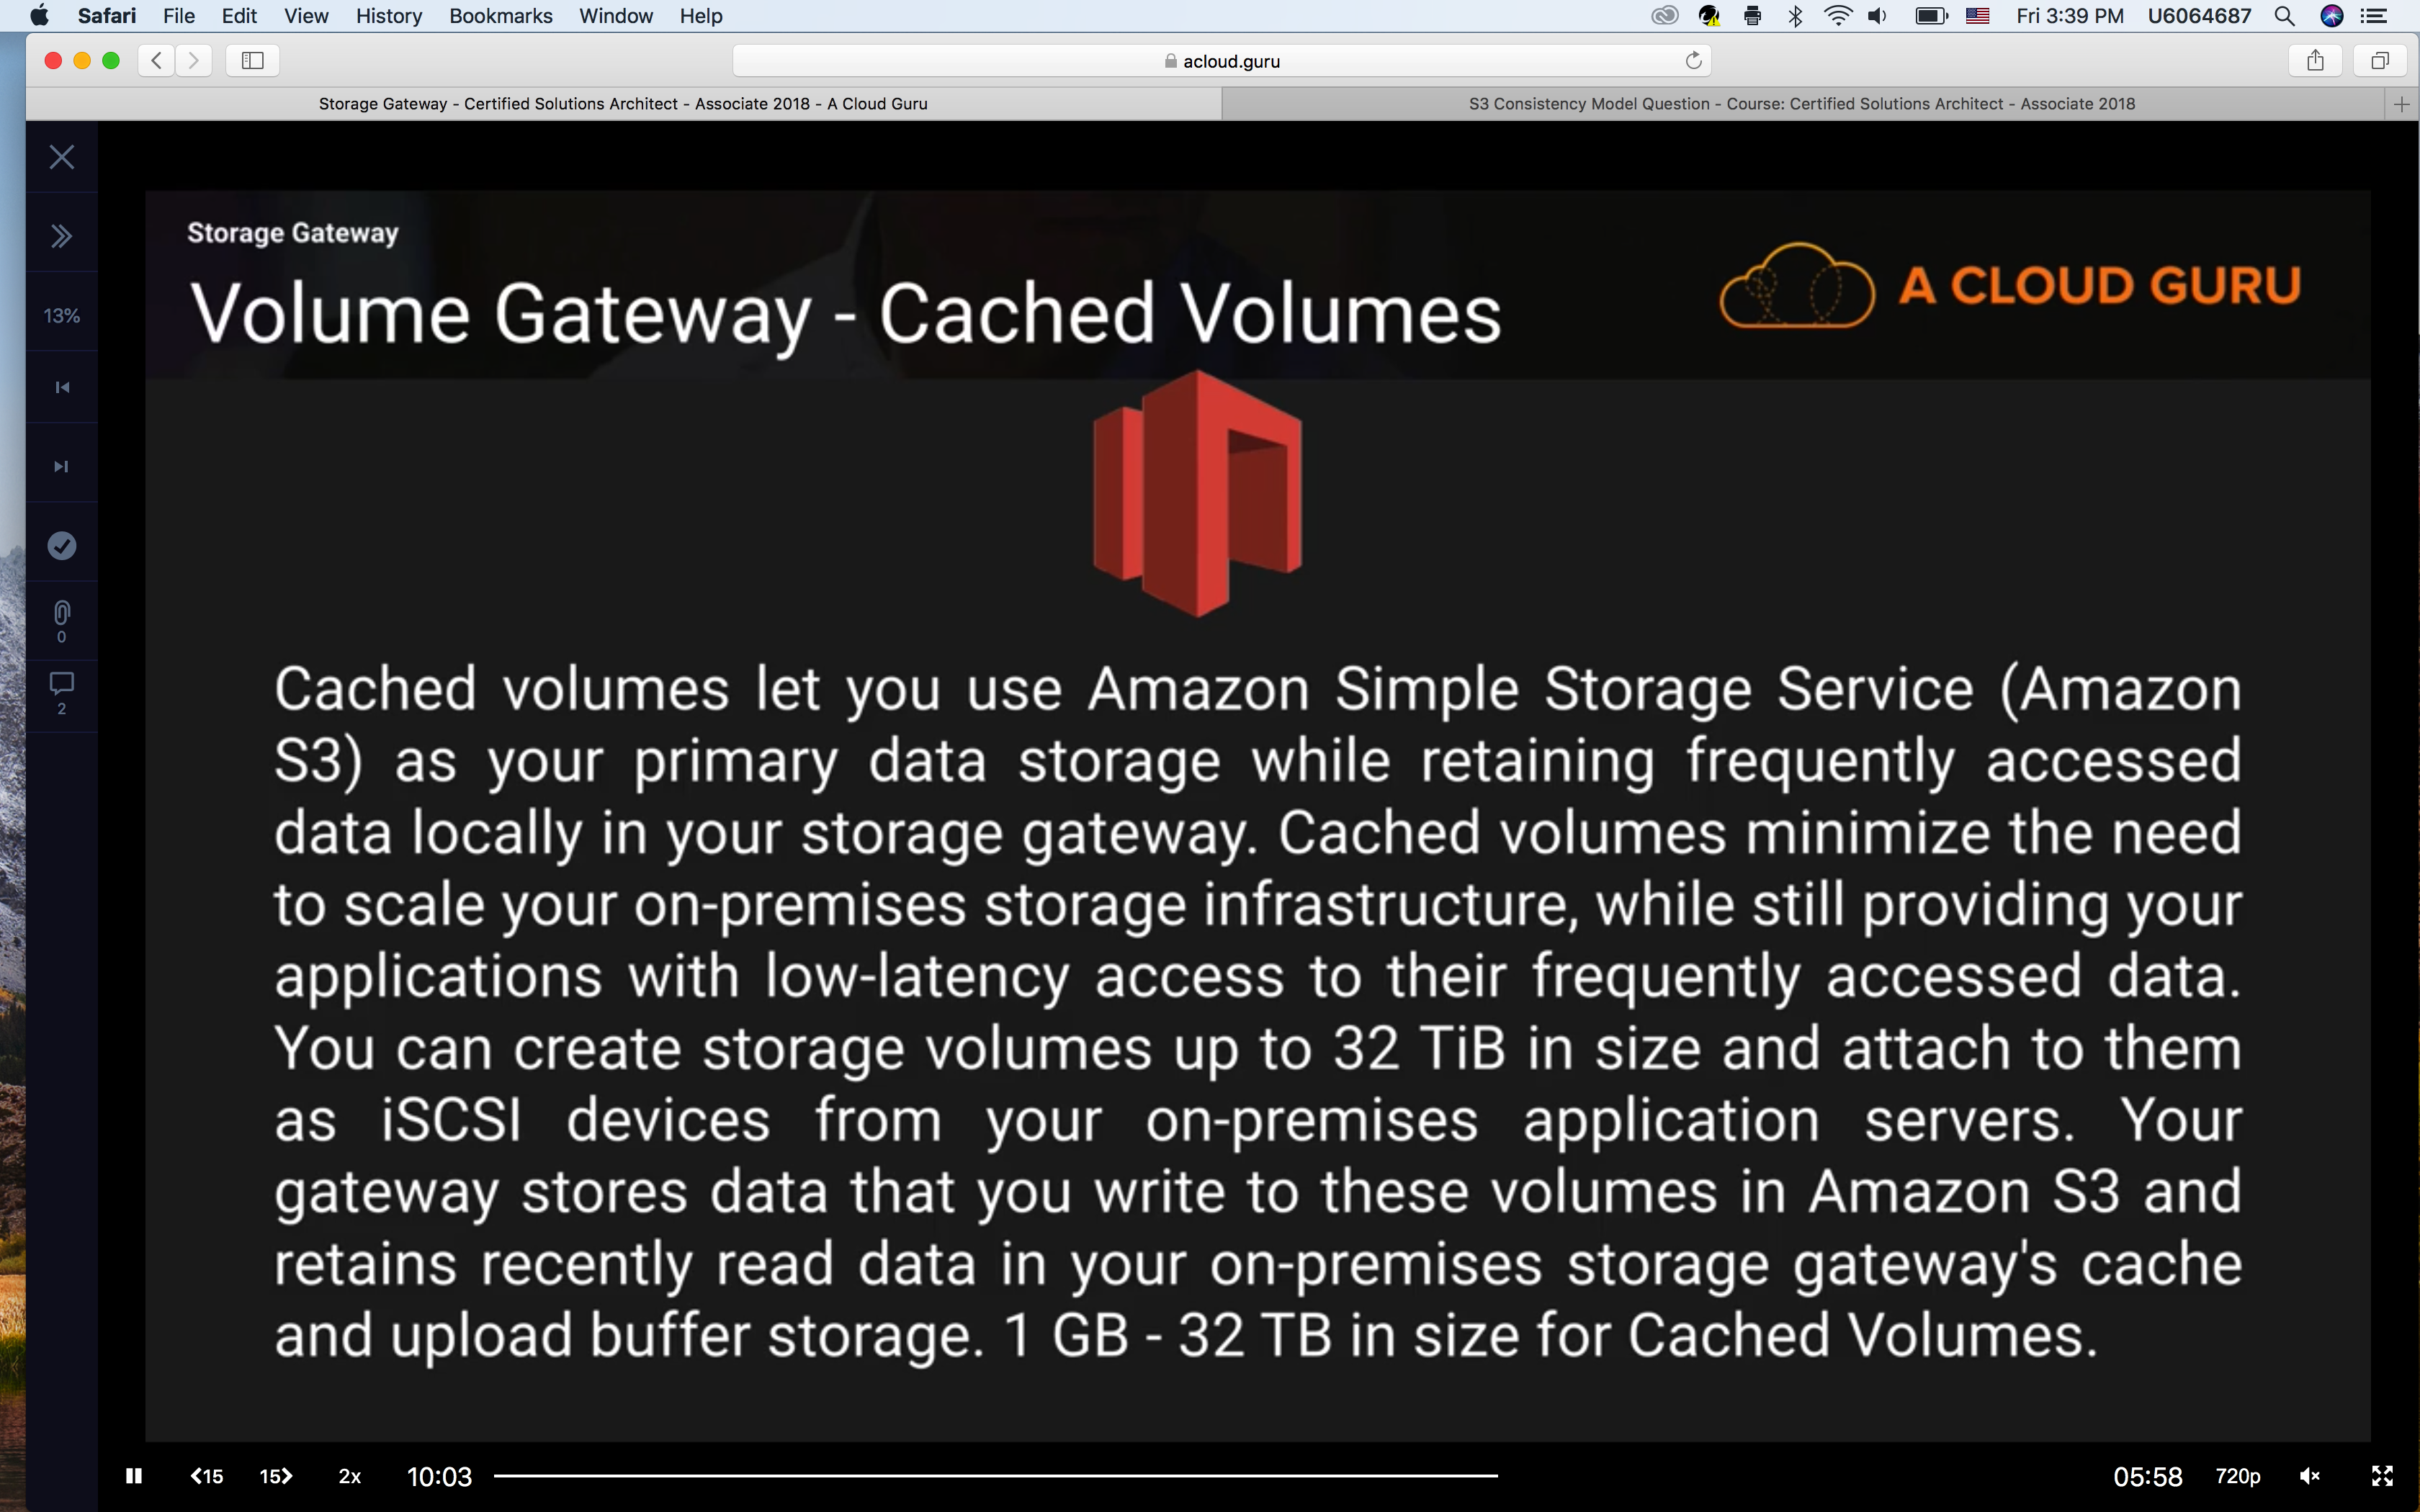 Safari File Edit View History Bookmarks Window Help Fri 3:39 PM U6064687
acloud.guru
Storage Gateway - Certified Solutions Architect - Associate 2018 - A Cloud Guru
S3 Consistency Model Question - Course: Certified Solutions Architect - Associate 2018
13%
0
2
Storage Gateway
Volume Gateway - Cached Volumes
A CLOUD GURU
Cached volumes let you use Amazon Simple Storage Service (Amazon
S3) as your primary data storage while retaining frequently accessed
data locally in your storage gateway. Cached volumes minimize the need
to scale your on-premises storage infrastructure, while still providing your
applications with low-latency access to their frequently accessed data.
You can create storage volumes up to 32 TiB in size and attach to them
as iSCSI devices from your on-premises application servers. Your
gateway stores data that you write to these volumes in Amazon S3 and
retains recently read data in your on-premises storage gateway's cache
and upload buffer storage. 1 GB - 32 TB in size for Cached Volumes.
15 15 2x 10:03 05:58 720p